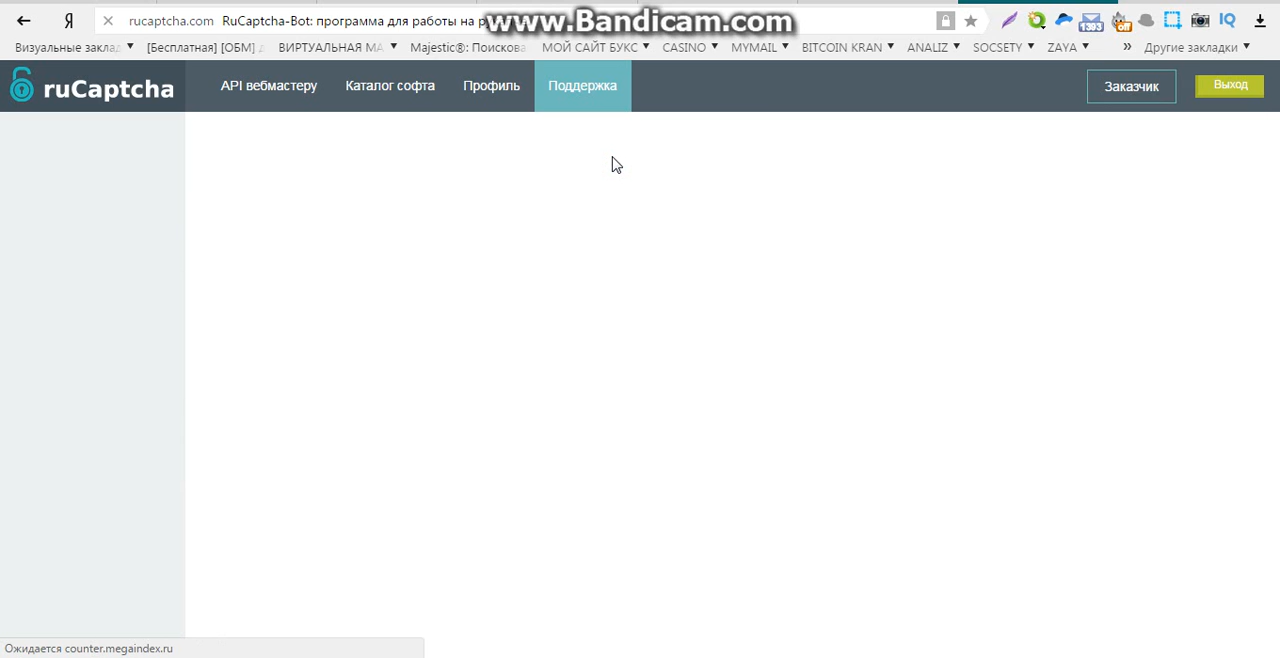 rucaptcha.com RuCaptcha-Bot: программа для работы на
www.Bandicam.com
Визуальные заклад [Бесплатная] [ОБМ] ВИРТУАЛЬНАЯ МА Majestic®: Поискова МОЙ САЙТ БУКС CASINO MYMAIL BITCOIN KRAN ANALIZ SOCSETY ZAYA » Другие закладки
ruCaptcha API вебмастеру Каталог софта Профиль Поддержка Заказчик Выход
Ожидается counter.megaindex.ru